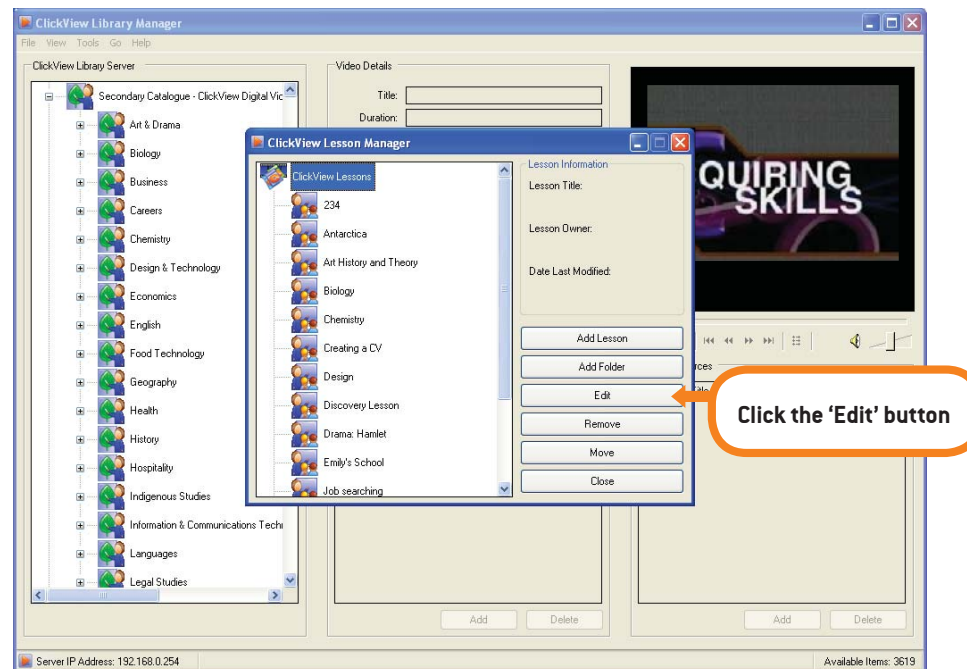 ClickView Library Manager
File View Tools Go Help
ClickView Library Server
Secondary Catalogue - ClickView Digital Vic
Art & Drama
Biology
Business
Careers
Chemistry
Design & Technology
Economics
English
Food Technology
Geography
Health
History
Hospitality
Indigenous Studies
Information & Communications Techn
Languages
Legal Studies
Video Details
Title:
Duration:
QUIRING
SKILLS
ClickView Lesson Manager
ClickView Lessons
234
Antarctica
Art History and Theory
Biology
Chemistry
Creating a CV
Design
Discovery Lesson
Drama: Hamlet
Emily's School
Job searching
Lesson Information
Lesson Title:
Lesson Owner:
Date Last Modified:
Add Lesson
Add Folder
Edit
Remove
Move
Close
rces
Click the ‘Edit’ button
Add Delete
Add Delete
Server IP Address: 192.168.0.254
Available Items: 3619